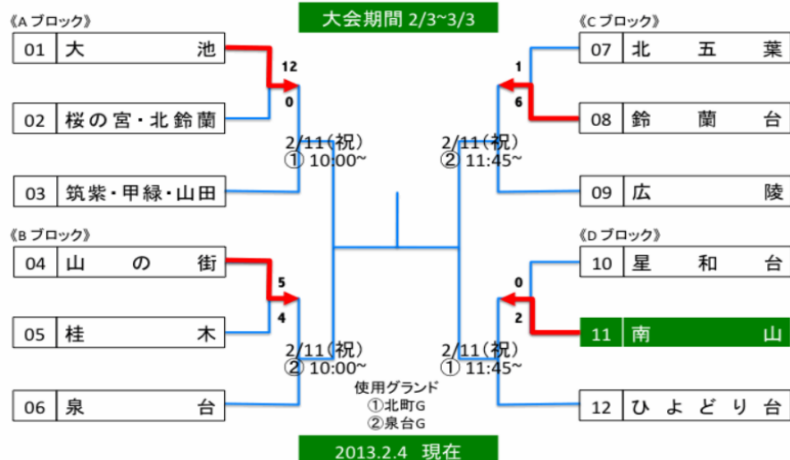 大会期間 2/3~3/3
《Aブロック》
01 大池
02 桜の宮・北鈴蘭
03 筑紫・甲緑・山田
12
0
2/11(祝)
① 10:00~
《Bブロック》
04 山の街
05 桂木
06 泉台
5
4
2/11(祝)
② 10:00~
《Cブロック》
07 北五葉
08 鈴蘭台
09 広陵
1
6
2/11(祝)
② 11:45~
《Dブロック》
10 星和台
11 南山
12 ひよどり台
0
2
2/11(祝)
① 11:45~
使用グランド
①北町G
②泉台G
2013.2.4 現在